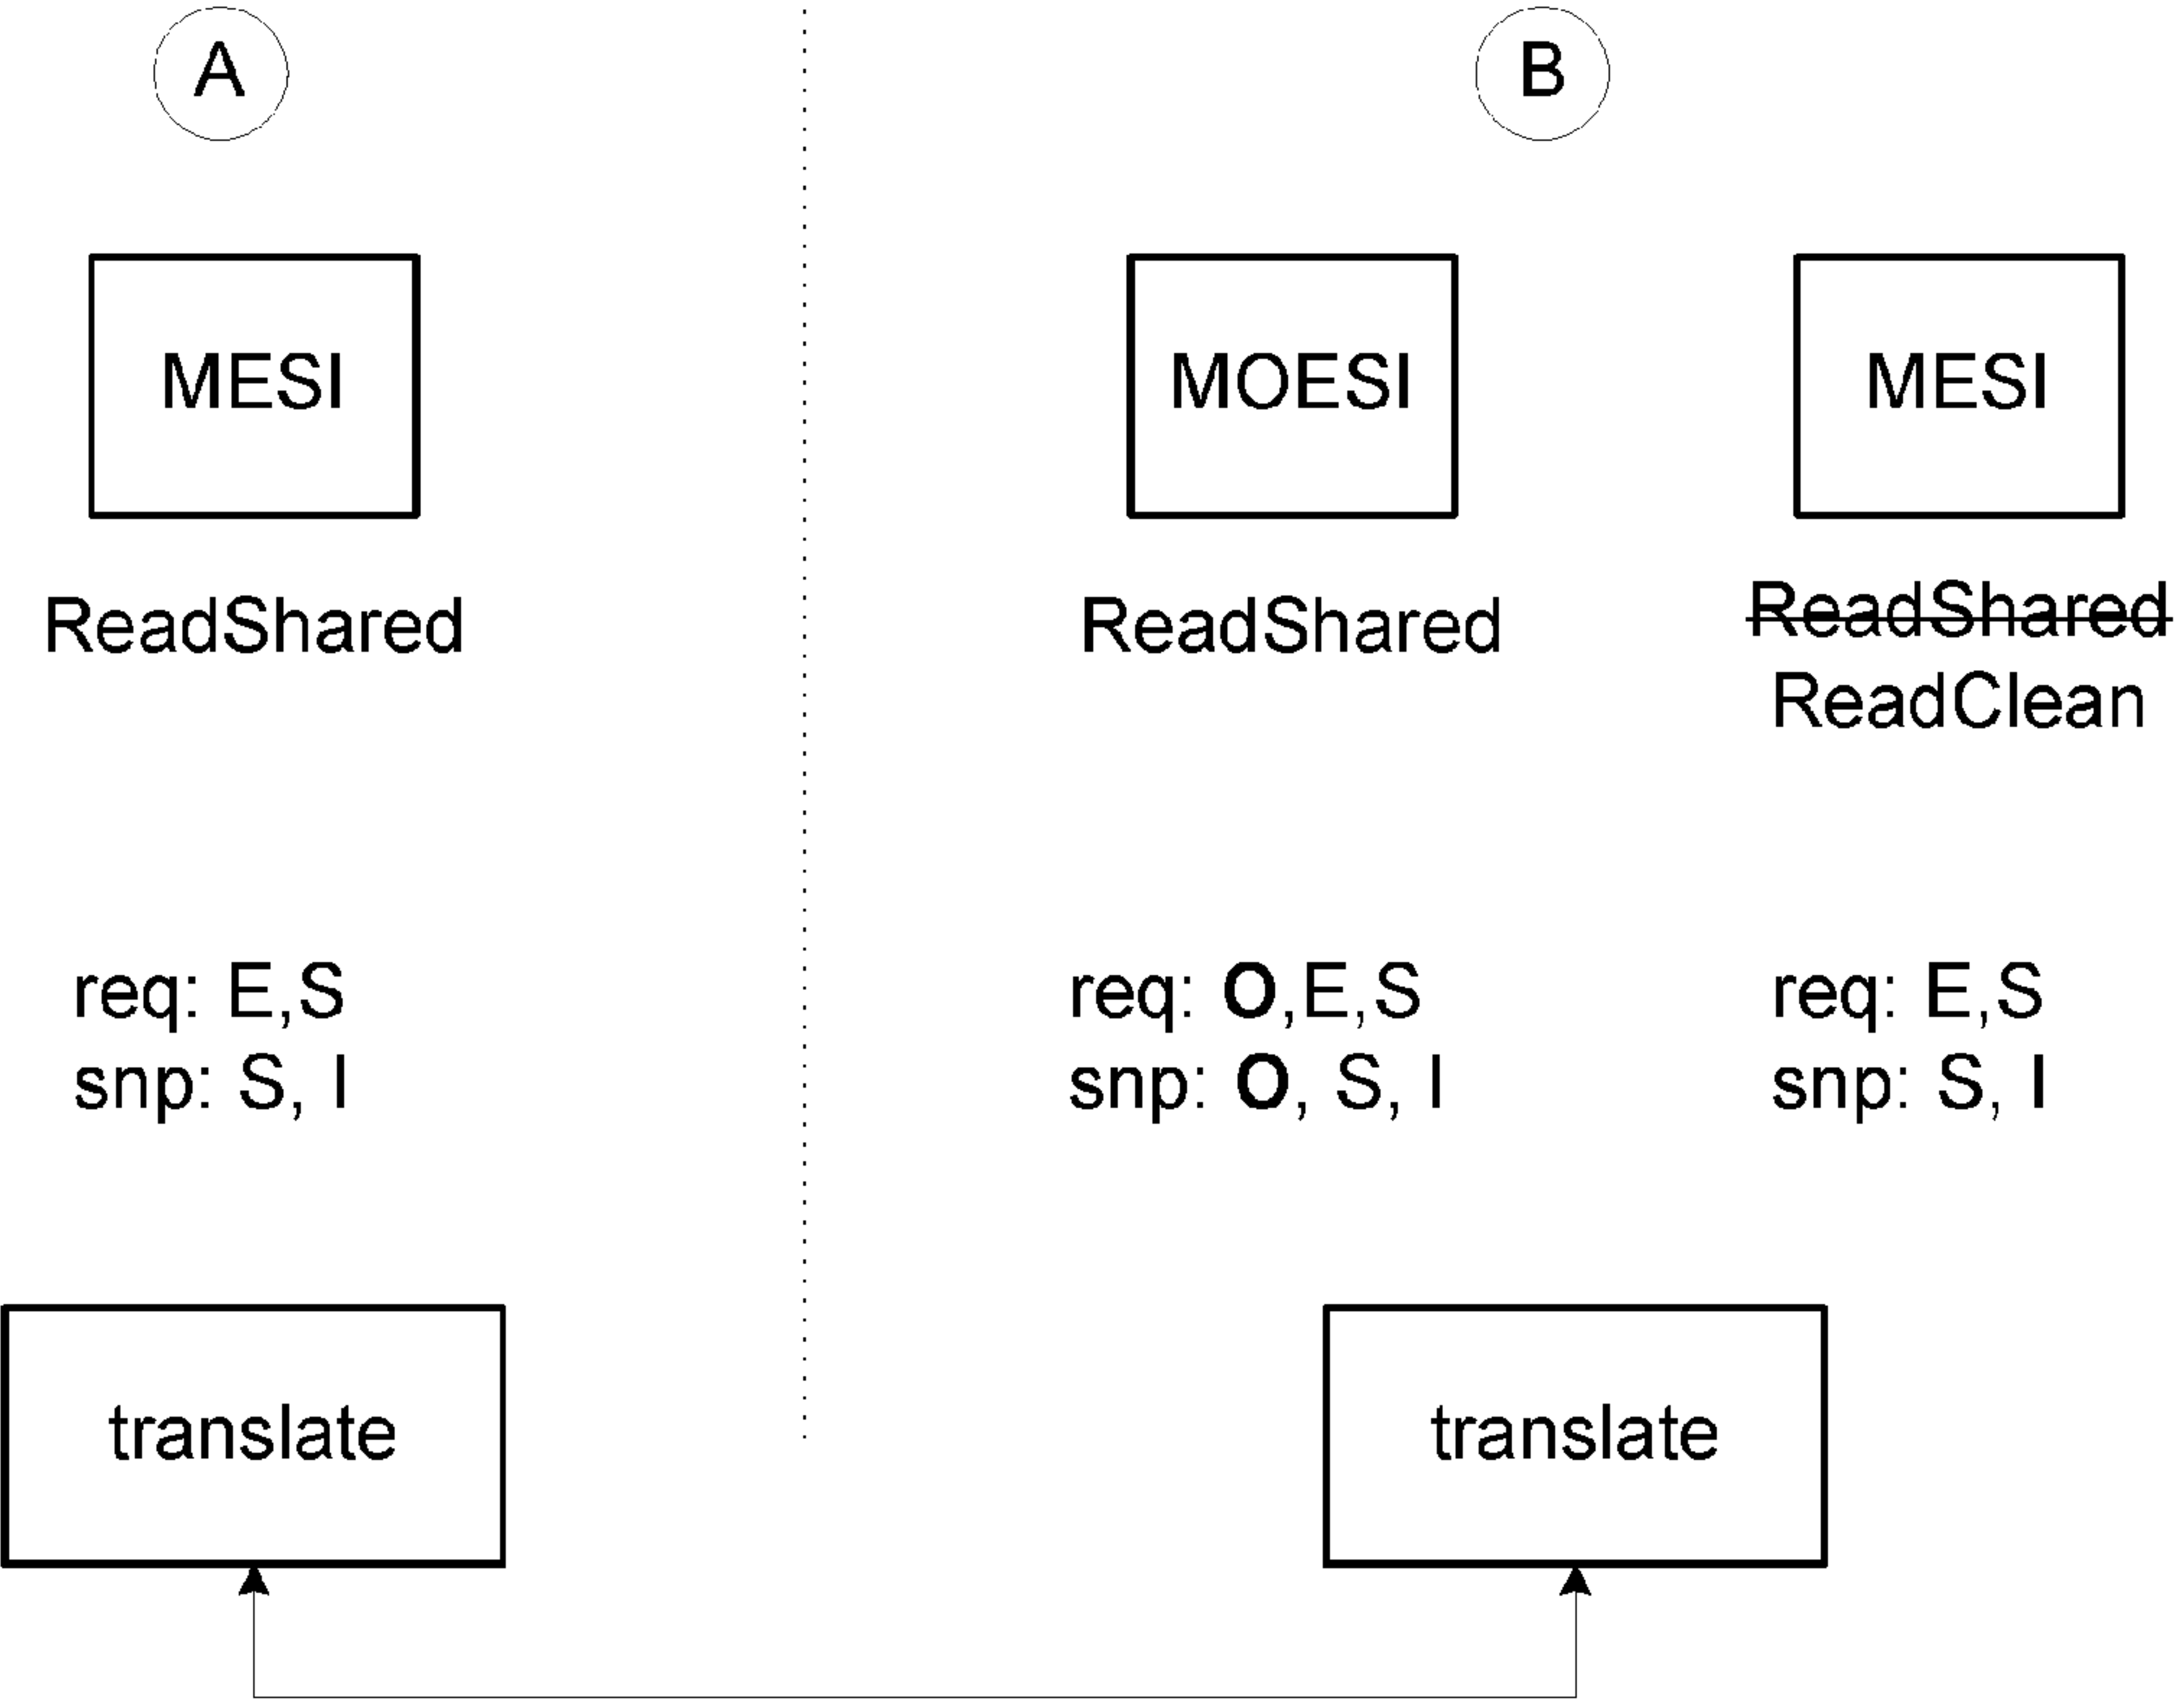 A
B
MESI
MOESI
MESI
ReadShared
ReadShared
ReadShared
ReadClean
req: E,S
snp: S, I
req: O,E,S
snp: O, S, I
req: E,S
snp: S, I
translate
translate